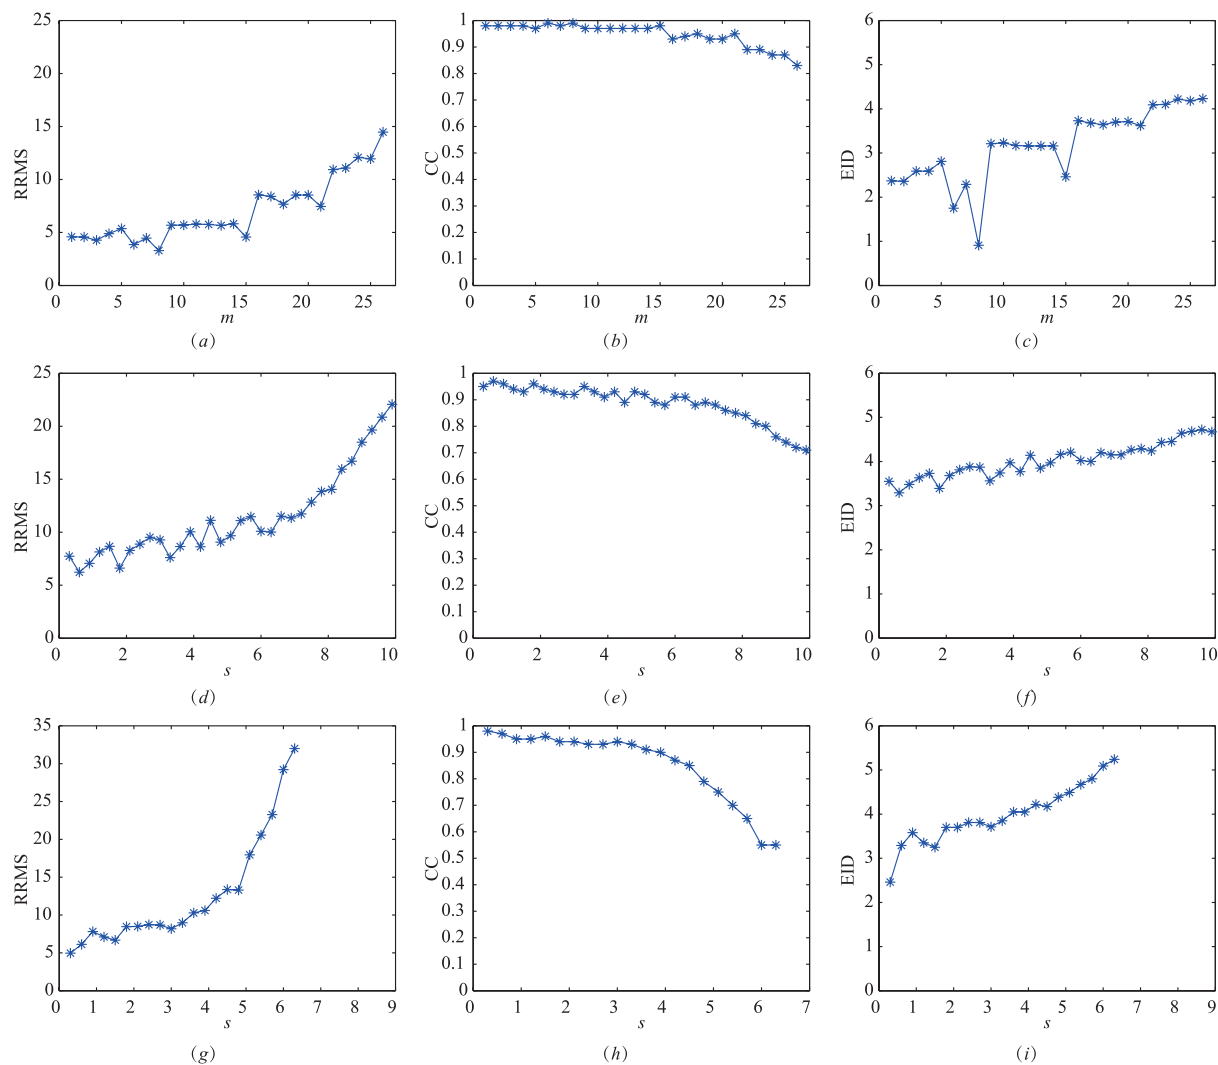 25
20
15
10
5
0
RRMS
0 5 10 15 20 25
m
(a)
1
0.9
0.8
0.7
0.6
0.5
0.4
0.3
0.2
0.1
0
CC
0 5 10 15 20 25
m
(b)
6
5
4
3
2
1
0
EID
0 5 10 15 20 25
m
(c)
25
20
15
10
5
0
RRMS
0 2 4 6 8 10
s
(d)
1
0.9
0.8
0.7
0.6
0.5
0.4
0.3
0.2
0.1
0
CC
0 2 4 6 8 10
s
(e)
6
5
4
3
2
1
0
EID
0 2 4 6 8 10
s
(f)
35
30
25
20
15
10
5
0
RRMS
0 1 2 3 4 5 6 7 8 9
s
(g)
1
0.9
0.8
0.7
0.6
0.5
0.4
0.3
0.2
0.1
0
CC
0 1 2 3 4 5 6 7
s
(h)
6
5
4
3
2
1
0
EID
0 1 2 3 4 5 6 7 8 9
s
(i)